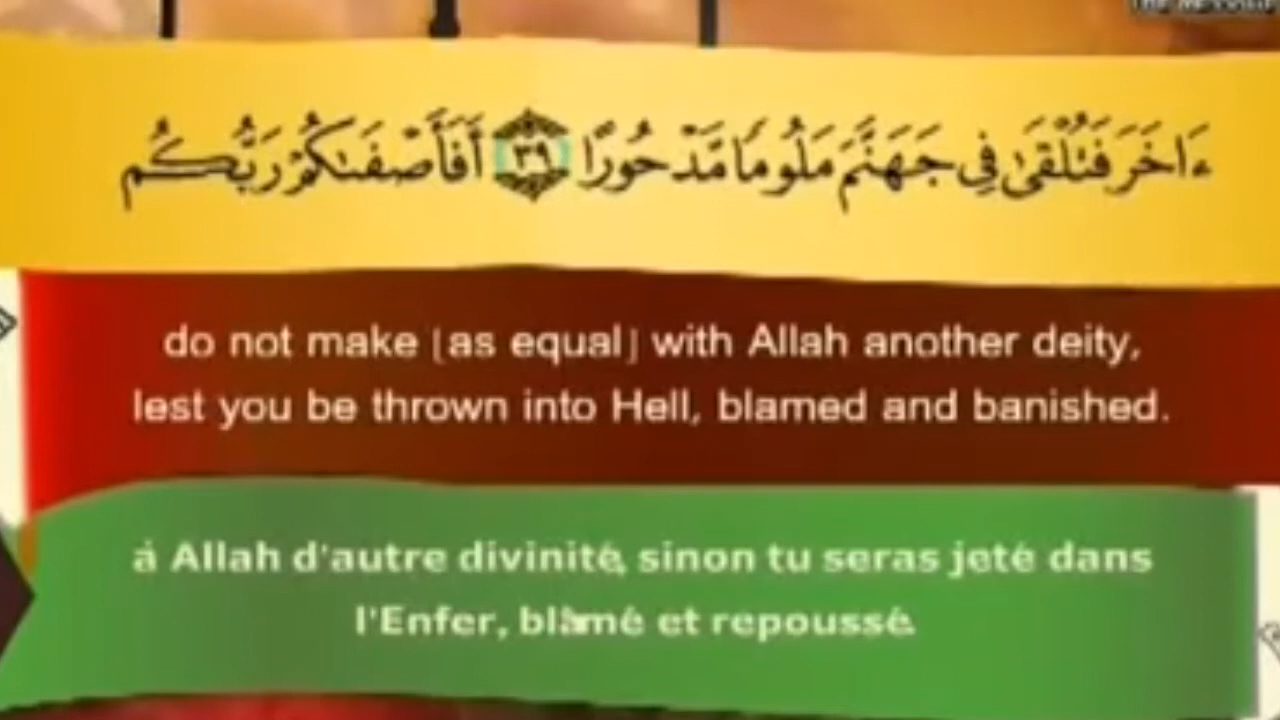 ءَاخَرَ فَتُلْقَىٰ فِي جَهَنَّمَ مَلُومًا مَّدْحُورًا ٣٩ أَفَأَصْفَىٰكُمْ رَبُّكُم
do not make [as equal] with Allah another deity,
lest you be thrown into Hell, blamed and banished.
á Allah d'autre divinité, sinon tu seras jeté dans
l'Enfer, blâmé et repoussé.